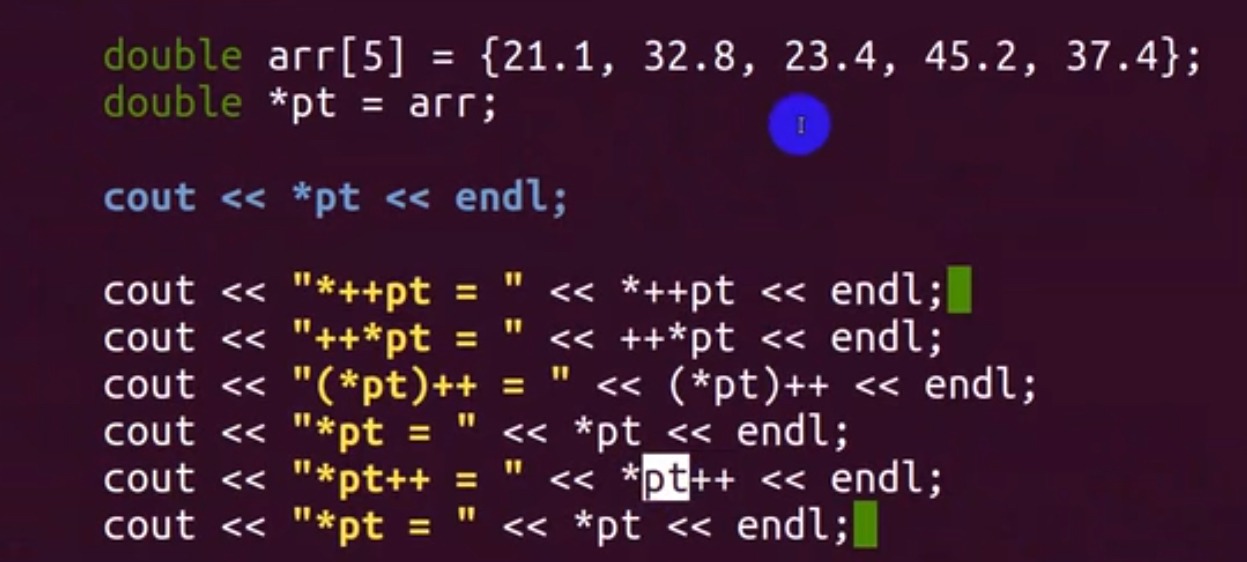 double arr[5] = {21.1, 32.8, 23.4, 45.2, 37.4};
double *pt = arr;
cout << *pt << endl;
cout << "*++pt = " << *++pt << endl;
cout << "++*pt = " << ++*pt << endl;
cout << "(*pt)++ = " << (*pt)++ << endl;
cout << "*pt = " << *pt << endl;
cout << "*pt++ = " << *pt++ << endl;
cout << "*pt = " << *pt << endl;